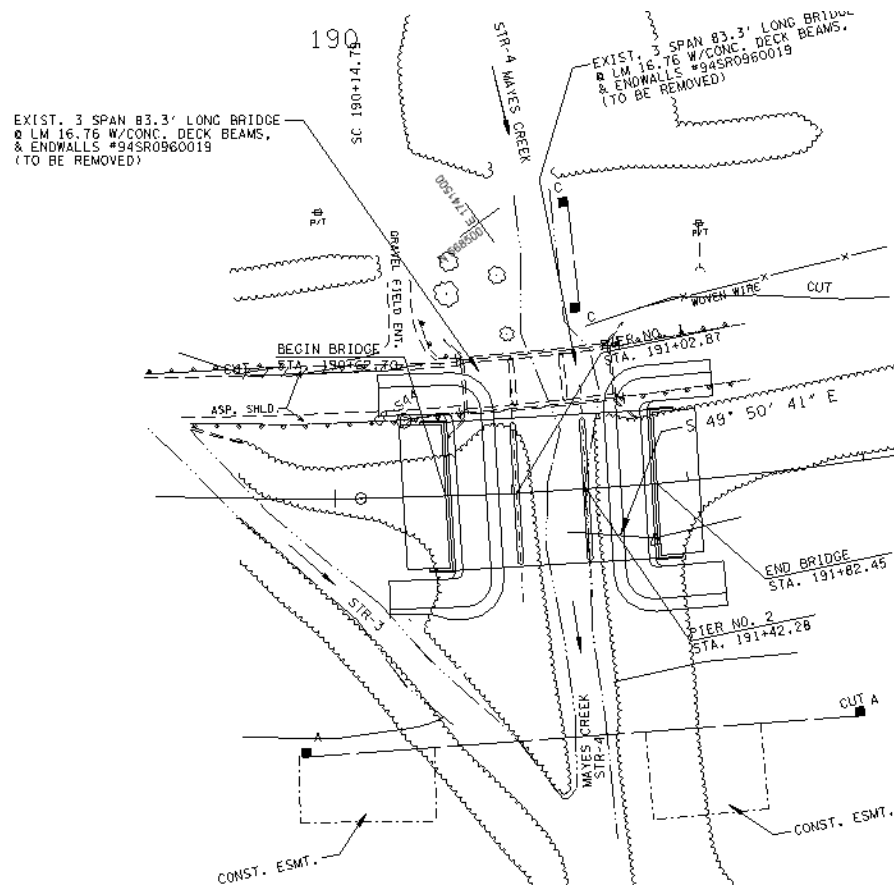 190
SC 190+14.79
STR-4 MAYES CREEK
EXIST. 3 SPAN 83.3' LONG BRIDGE
@ LM 16.76 W/CONC. DECK BEAMS,
& ENDWALLS #94SR0960019
(TO BE REMOVED)
EXIST. 3 SPAN 83.3' LONG BRIDGE
@ LM 16.76 W/CONC. DECK BEAMS,
& ENDWALLS #94SR0960019
(TO BE REMOVED)
P/T
E 1741500
N 568500
C
P/T
GRAVEL FIELD ENT.
WOVEN WIRE
CUT
C
BEGIN BRIDGE
STA. 190+62.70
CUT
PIER NO. 1
STA. 191+02.87
ASP. SHLD.
S 49° 50' 41" E
END BRIDGE
STA. 191+82.45
STR-3
PIER NO. 2
STA. 191+42.28
MAYES CREEK
STR-4
CUT A
A
CONST. ESMT.
CONST. ESMT.